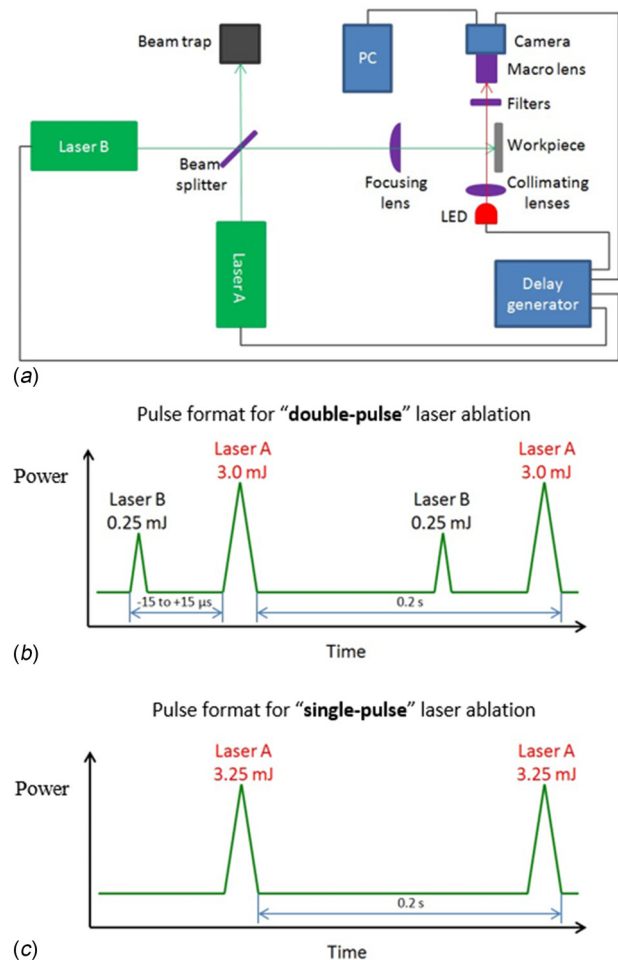 Beam trap
PC
Camera
Macro lens
Filters
Laser B
Beam
splitter
Focusing
lens
Workpiece
Collimating
lenses
LED
Laser A
Delay
generator
(a)
Pulse format for “double-pulse” laser ablation
Power
Laser B
0.25 mJ
Laser A
3.0 mJ
Laser B
0.25 mJ
Laser A
3.0 mJ
-15 to +15 µs
0.2 s
(b)
Time
Pulse format for “single-pulse” laser ablation
Power
Laser A
3.25 mJ
Laser A
3.25 mJ
0.2 s
(c)
Time